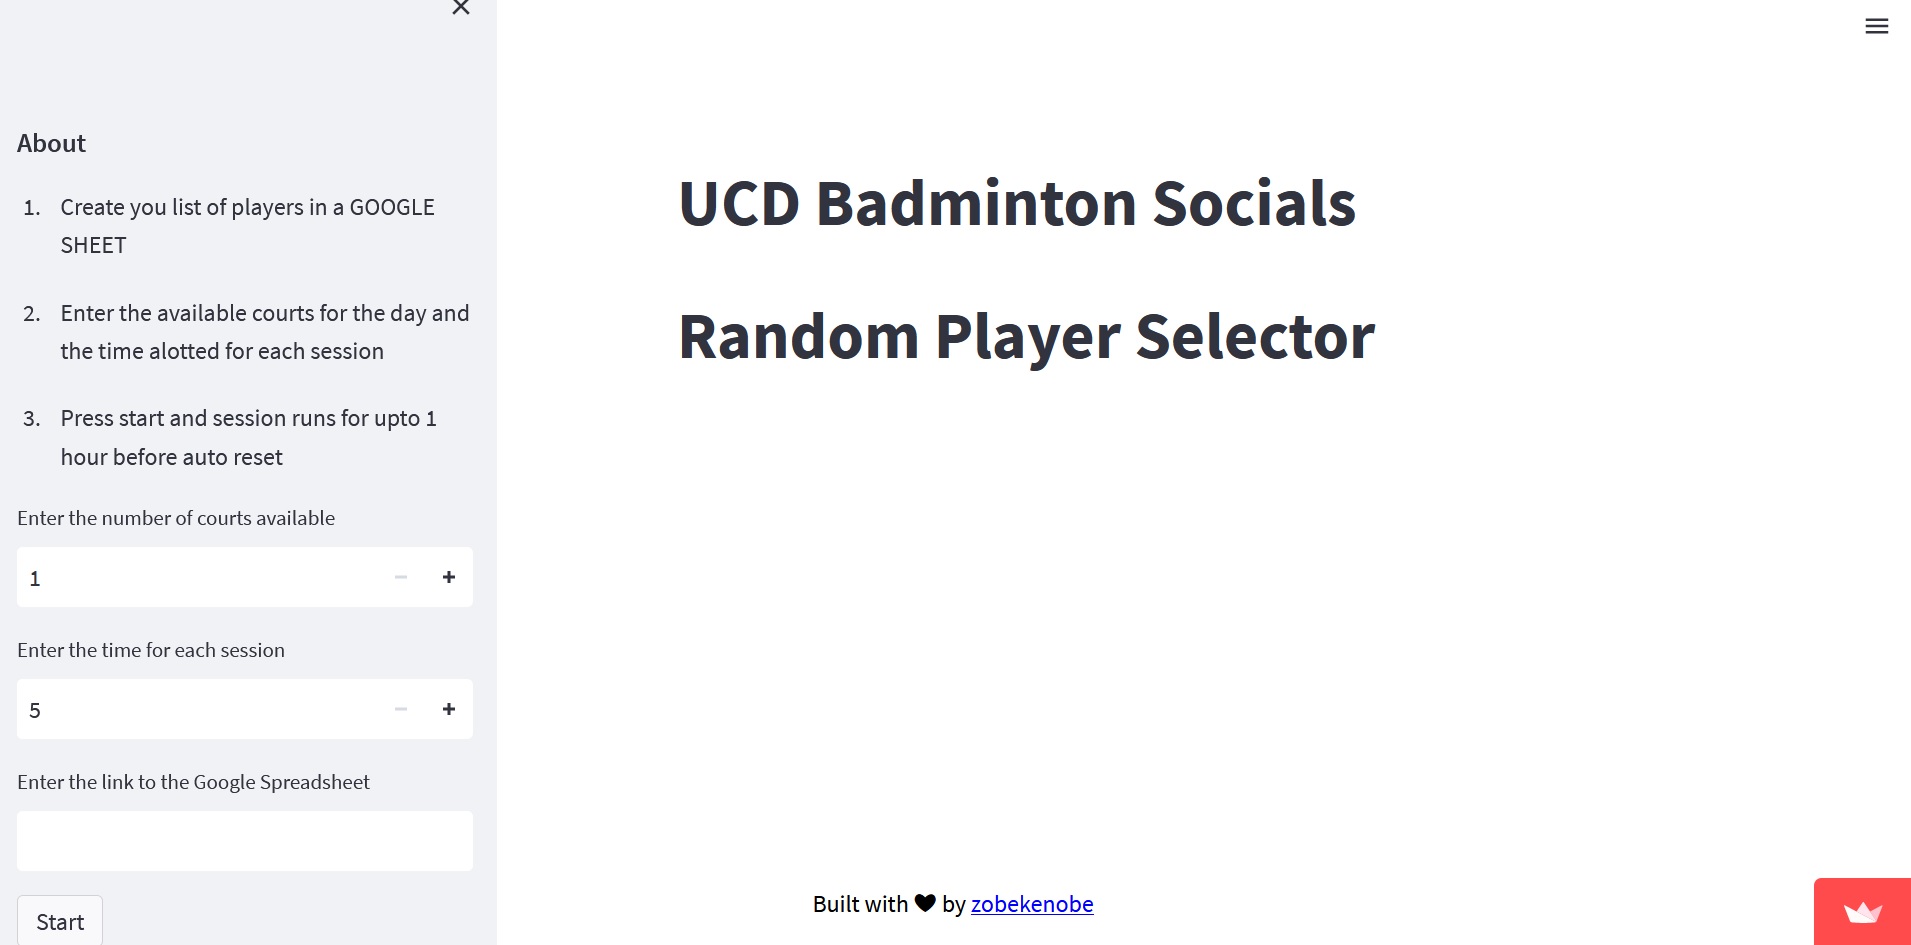 About
1. Create you list of players in a GOOGLE
SHEET
2. Enter the available courts for the day and
the time alotted for each session
3. Press start and session runs for upto 1
hour before auto reset
Enter the number of courts available
1
Enter the time for each session
5
Enter the link to the Google Spreadsheet
Start
UCD Badminton Socials
Random Player Selector
Built with ♥ by zobekenobe